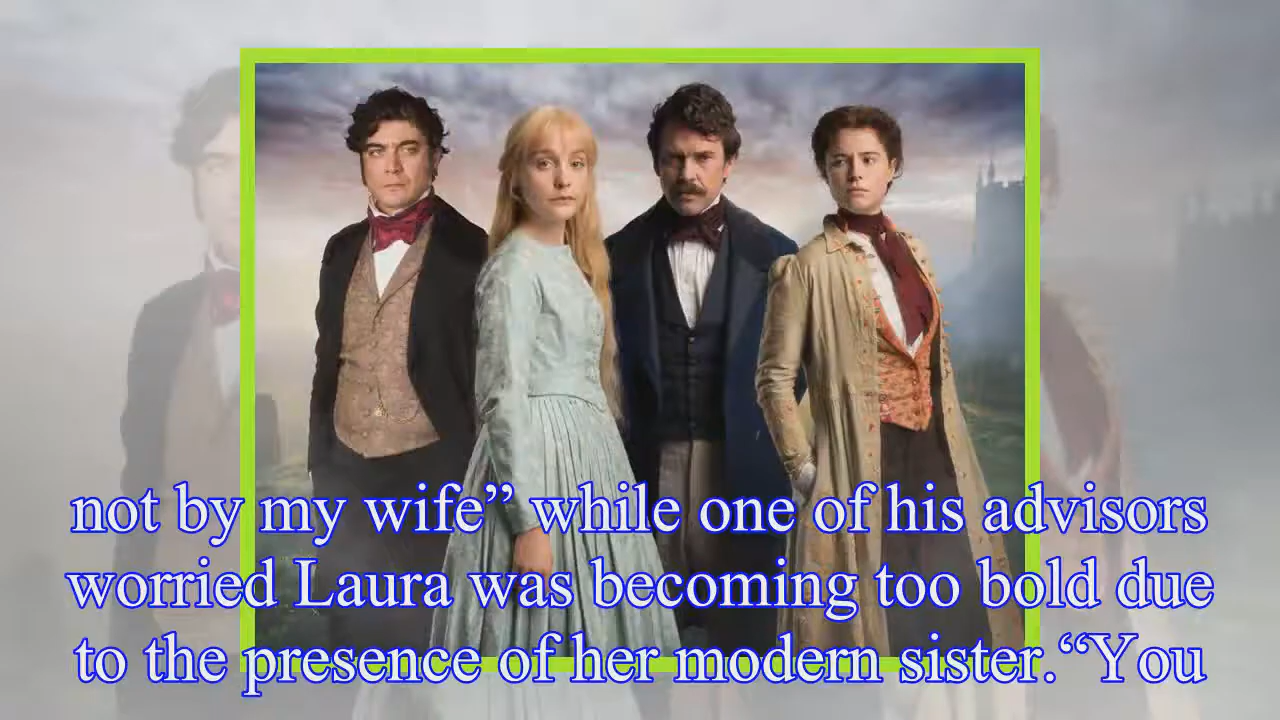 not by my wife” while one of his advisors
worried Laura was becoming too bold due
to the presence of her modern sister.“You